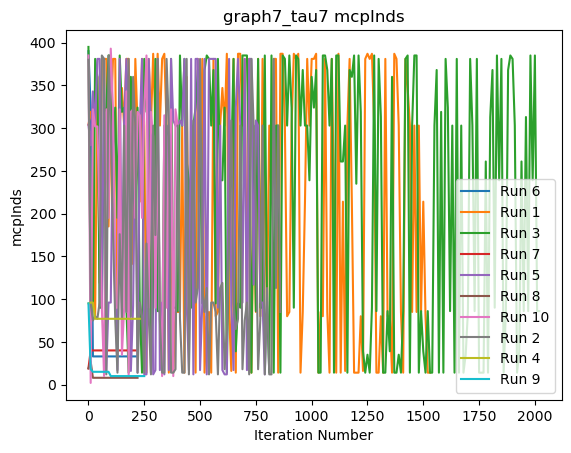 graph7_tau7 mcpInds
mcpInds
400
350
300
250
200
150
100
50
0
0
250
500
750
1000
1250
1500
1750
2000
Iteration Number
Run 6
Run 1
Run 3
Run 7
Run 5
Run 8
Run 10
Run 2
Run 4
Run 9